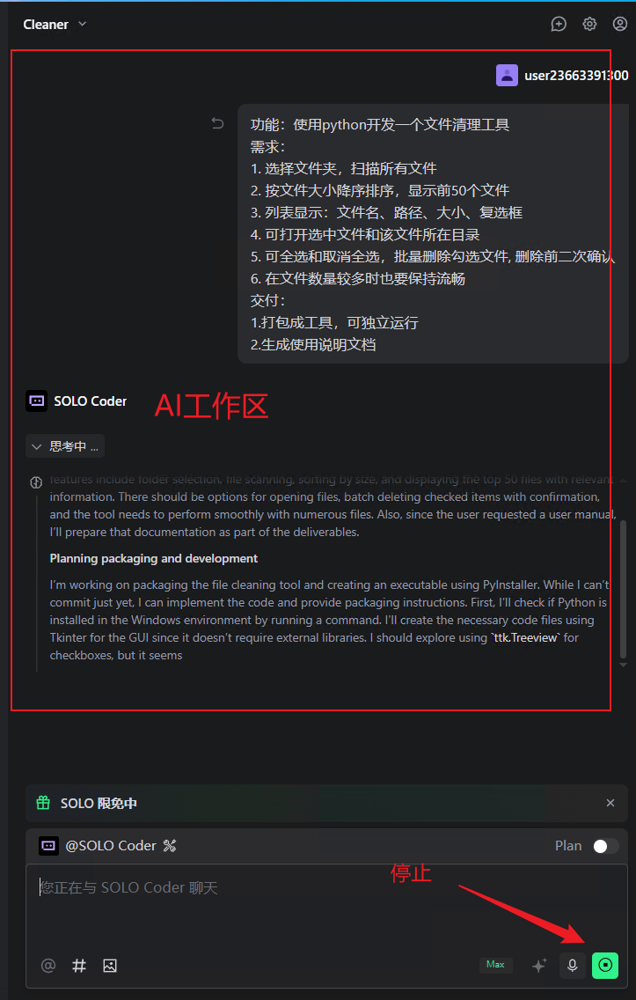 Cleaner
user23663391300
功能：使用python开发一个文件清理工具
需求：
1. 选择文件夹，扫描所有文件
2. 按文件大小降序排序，显示前50个文件
3. 列表显示：文件名、路径、大小、复选框
4. 可打开选中文件和该文件所在目录
5. 可全选和取消全选，批量删除勾选文件, 删除前二次确认
6. 在文件数量较多时也要保持流畅
交付：
1.打包成工具，可独立运行
2.生成使用说明文档
SOLO Coder
AI工作区
思考中 ...
features include folder selection, file scanning, sorting by size, and displaying the top 50 files with relevant
information. There should be options for opening files, batch deleting checked items with confirmation,
and the tool needs to perform smoothly with numerous files. Also, since the user requested a user manual,
I’ll prepare that documentation as part of the deliverables.
Planning packaging and development
I’m working on packaging the file cleaning tool and creating an executable using PyInstaller. While I can’t
commit just yet, I can implement the code and provide packaging instructions. First, I’ll check if Python is
installed in the Windows environment by running a command. I’ll create the necessary code files using
Tkinter for the GUI since it doesn’t require external libraries. I should explore using `ttk.Treeview` for
checkboxes, but it seems
SOLO 限免中
@SOLO Coder
Plan
您正在与 SOLO Coder 聊天
停止
Max